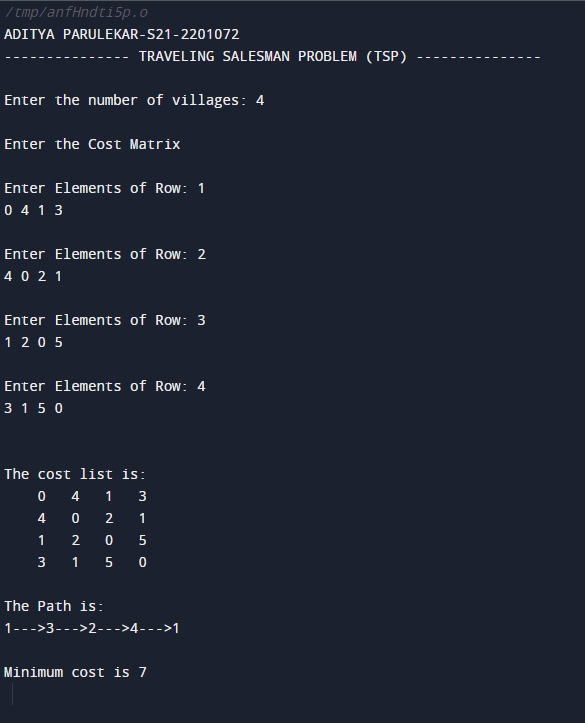 /tmp/anfHndti5p.o
ADITYA PARULEKAR-S21-2201072
--------------- TRAVELING SALESMAN PROBLEM (TSP) ---------------
Enter the number of villages: 4
Enter the Cost Matrix
Enter Elements of Row: 1
0 4 1 3
Enter Elements of Row: 2
4 0 2 1
Enter Elements of Row: 3
1 2 0 5
Enter Elements of Row: 4
3 1 5 0
The cost list is:
0 4 1 3
4 0 2 1
1 2 0 5
3 1 5 0
The Path is:
1--->3--->2--->4--->1
Minimum cost is 7